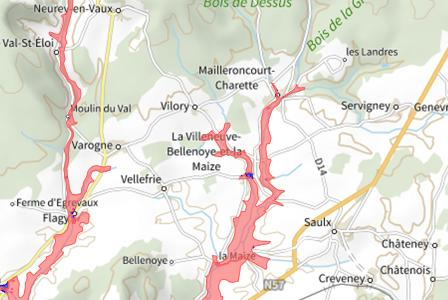 Bois de Dessus
Neurey-en-Vaux
Bois de la G
Val-St-Éloi
les Landres
Mailleroncourt-
Charette
Moulin du Val
Vilory
Servigney
Genevr
La Villeneuve-
Bellenoye-et-la-
Maize
Varogne
D14
Vellefrie
Ferme d'Égrevaux
Flagy
Saulx
Châteney
la Maize
Bellenoye
Châtenois
Creveney
N57